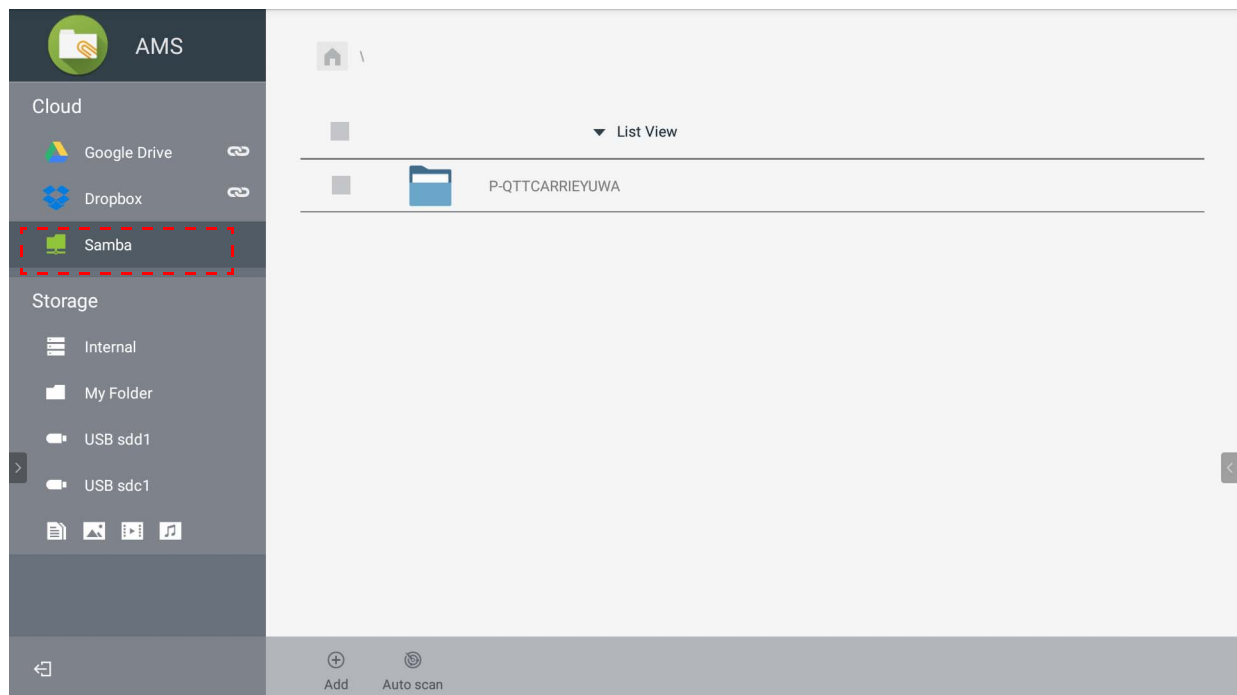 AMS
Cloud
Google Drive
Dropbox
Samba
Storage
Internal
My Folder
USB sdd1
USB sdc1
\
List View
P-QTTCARRIEYUWA
Add
Auto scan